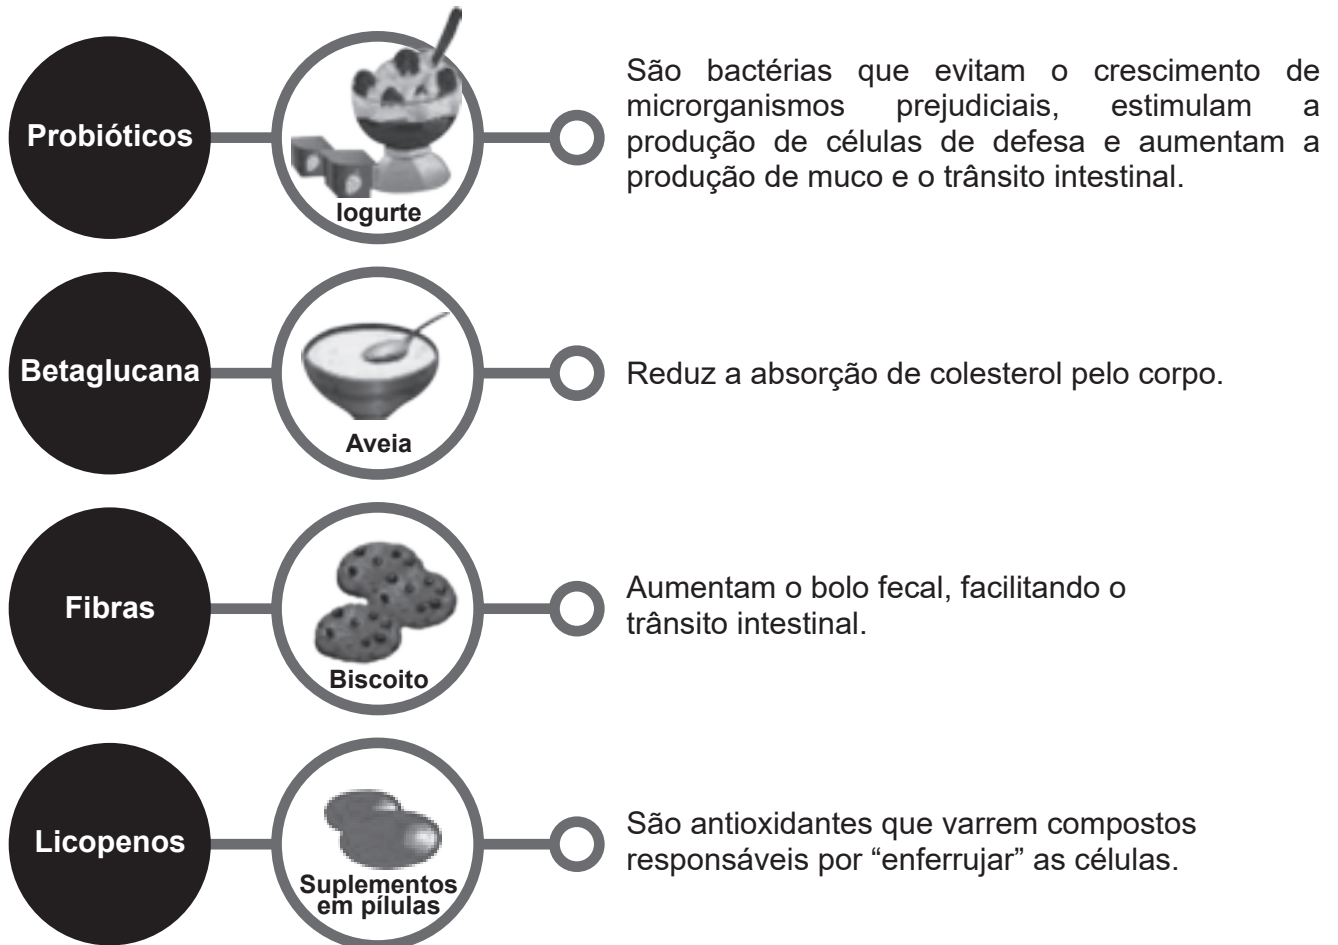 Probióticos
Iogurte
São bactérias que evitam o crescimento de
microrganismos prejudiciais, estimulam a
produção de células de defesa e aumentam a
produção de muco e o trânsito intestinal.
Betaglucana
Aveia
Reduz a absorção de colesterol pelo corpo.
Fibras
Biscoito
Aumentam o bolo fecal, facilitando o
trânsito intestinal.
Licopenos
Suplementos
em pílulas
São antioxidantes que varrem compostos
responsáveis por “enferrujar” as células.